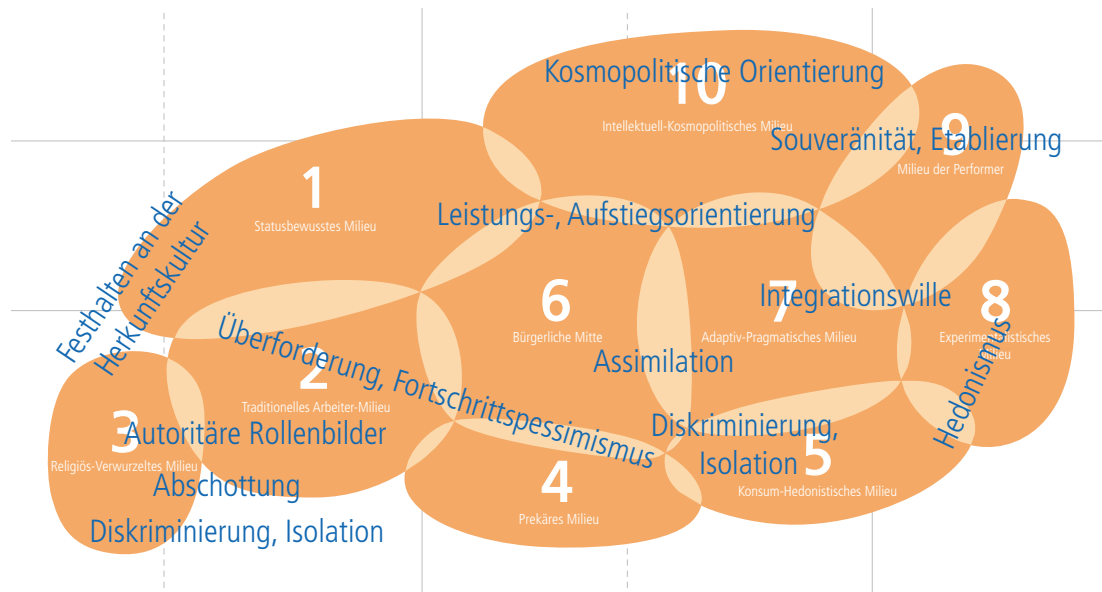 Kosmopolitische Orientierung
10
Intellektuell-Kosmopolitisches Milieu
Souveränität, Etablierung
9
Milieu der Performer
1
Statusbewusstes Milieu
Leistungs-, Aufstiegsorientierung
Festhalten an der
Herkunftskultur
6
Bürgerliche Mitte
7
Adaptiv-Pragmatisches Milieu
Integrationswille
8
Experimentalistisches
Milieu
Hedonismus
Assimilation
Überforderung, Fortschrittspessimismus
2
Traditionelles Arbeiter-Milieu
3
Religiös-Verwurzeltes Milieu
Autoritäre Rollenbilder
Abschottung
Diskriminierung, Isolation
4
Prekäres Milieu
Diskriminierung,
Isolation
5
Konsum-Hedonistisches Milieu